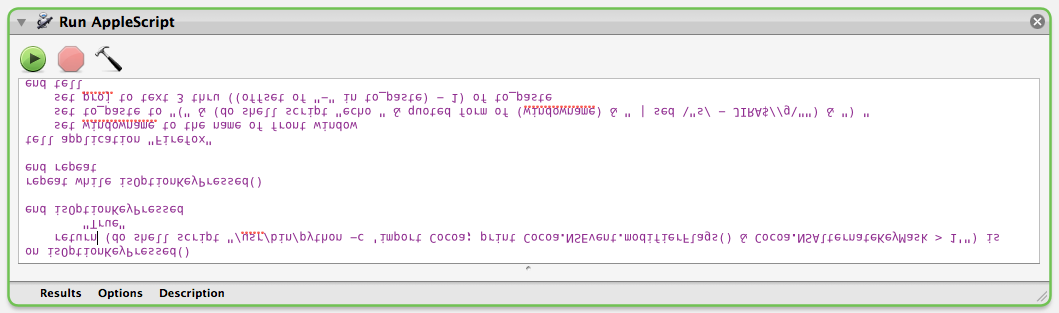 Run AppleScript
on isOptionKeyPressed()
return (do shell script "/usr/bin/python -c 'import Cocoa; print Cocoa.NSEvent.modifierFlags() & Cocoa.NSAlternateKeyMask > 1'") is
"True"
end isOptionKeyPressed
repeat while isOptionKeyPressed()
end repeat
tell application "Firefox"
set windowname to the name of front window
set to_paste to "(" & (do shell script "echo " & quoted form of (windowname) & " | sed \"s/ - JIRA$//g\"") & ") "
set proj to text 3 thru ((offset of "-" in to_paste) - 1) of to_paste
end tell
Results Options Description